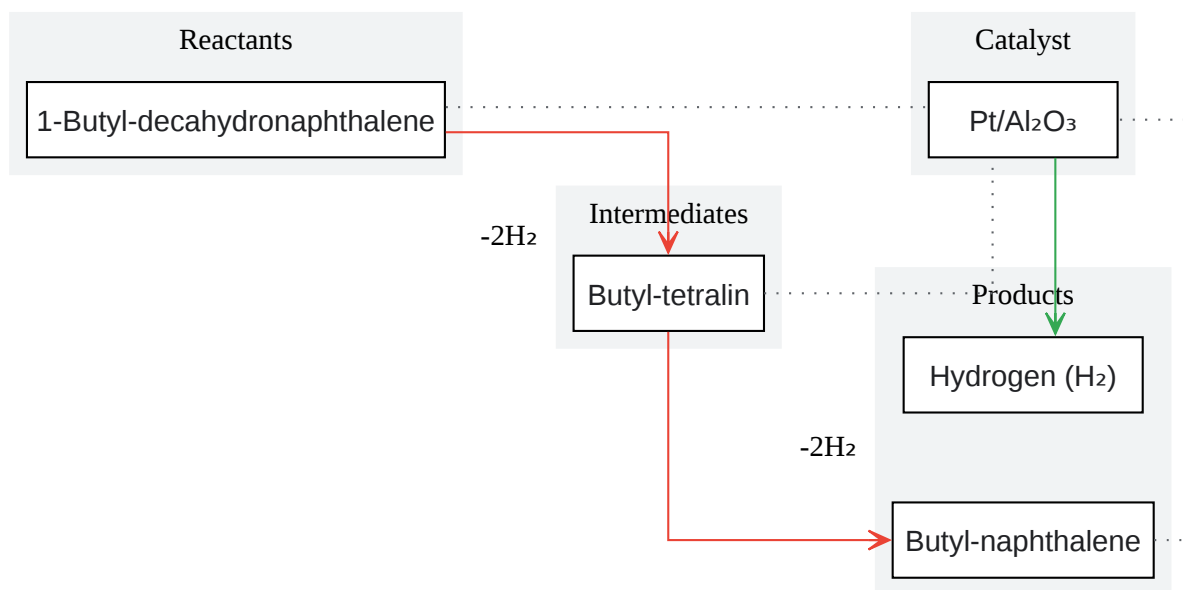 Reactants
Catalyst
1-Butyl-decahydronaphthalene
Pt/Al₂O₃
Intermediates
-2H₂
Butyl-tetralin
Products
Hydrogen (H₂)
-2H₂
Butyl-naphthalene